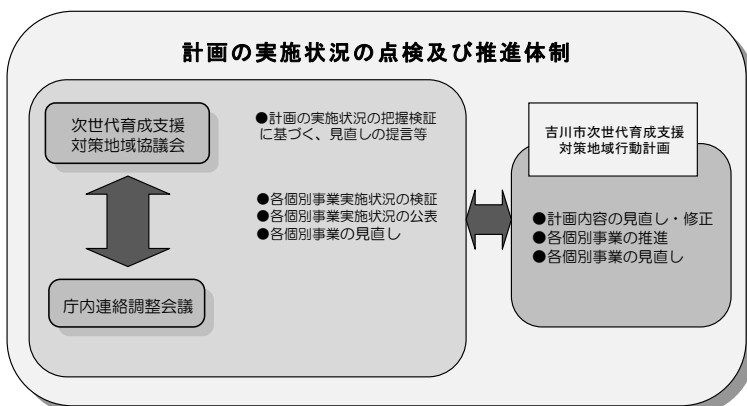 計画の実施状況の点検及び推進体制
次世代育成支援
対策地域協議会
●計画の実施状況の把握検証
に基づく、見直しの提言等
●各個別事業実施状況の検証
●各個別事業実施状況の公表
●各個別事業の見直し
庁内連絡調整会議
吉川市次世代育成支援
対策地域行動計画
●計画内容の見直し・修正
●各個別事業の推進
●各個別事業の見直し